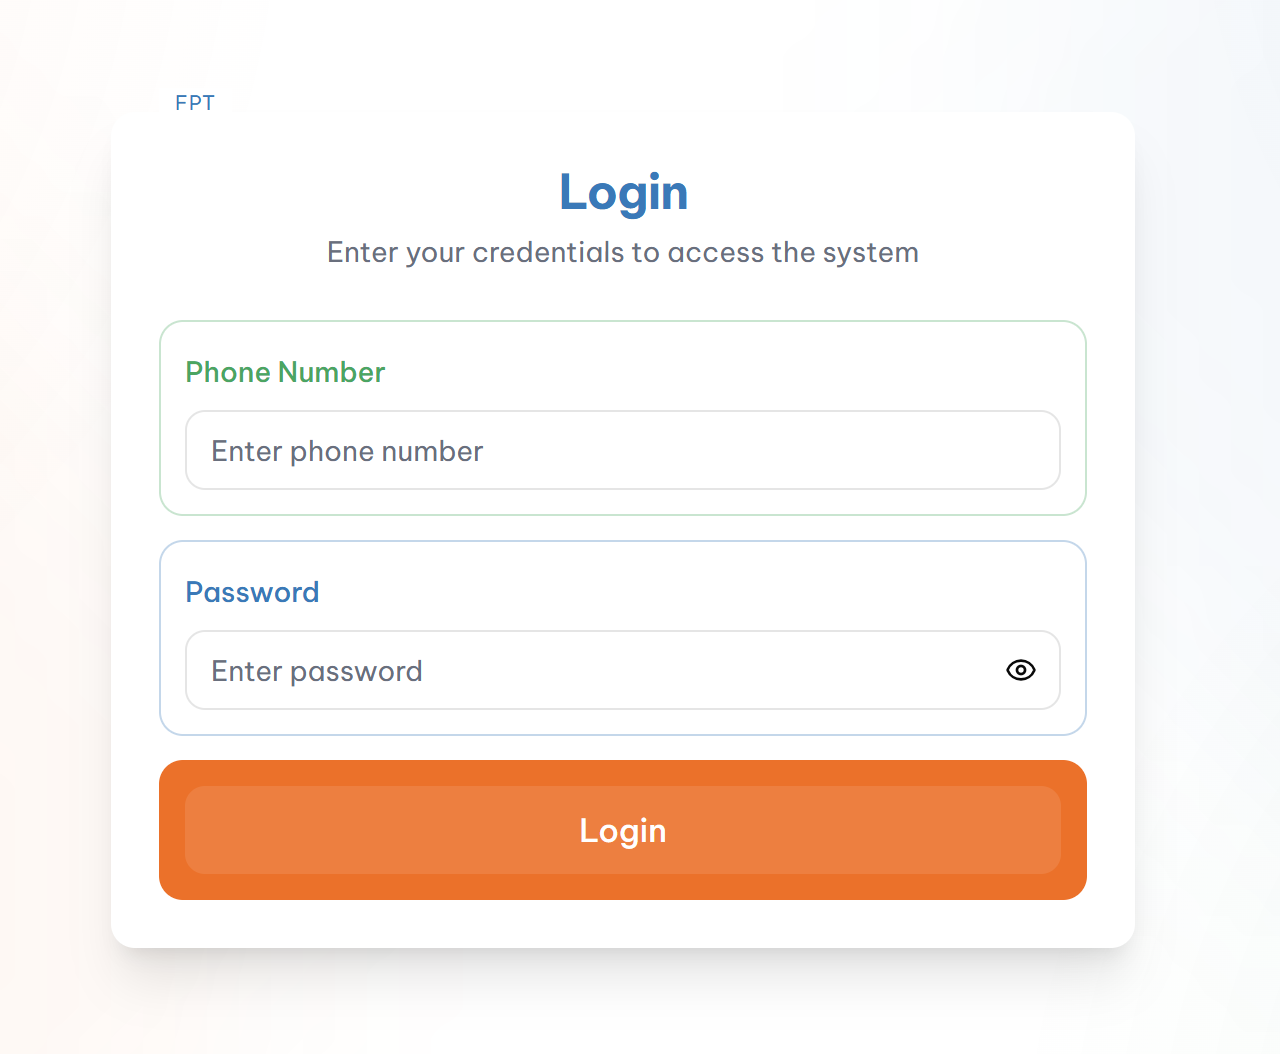 FPT
Login
Enter your credentials to access the system
Phone Number
Enter phone number
Password
Enter password
Login